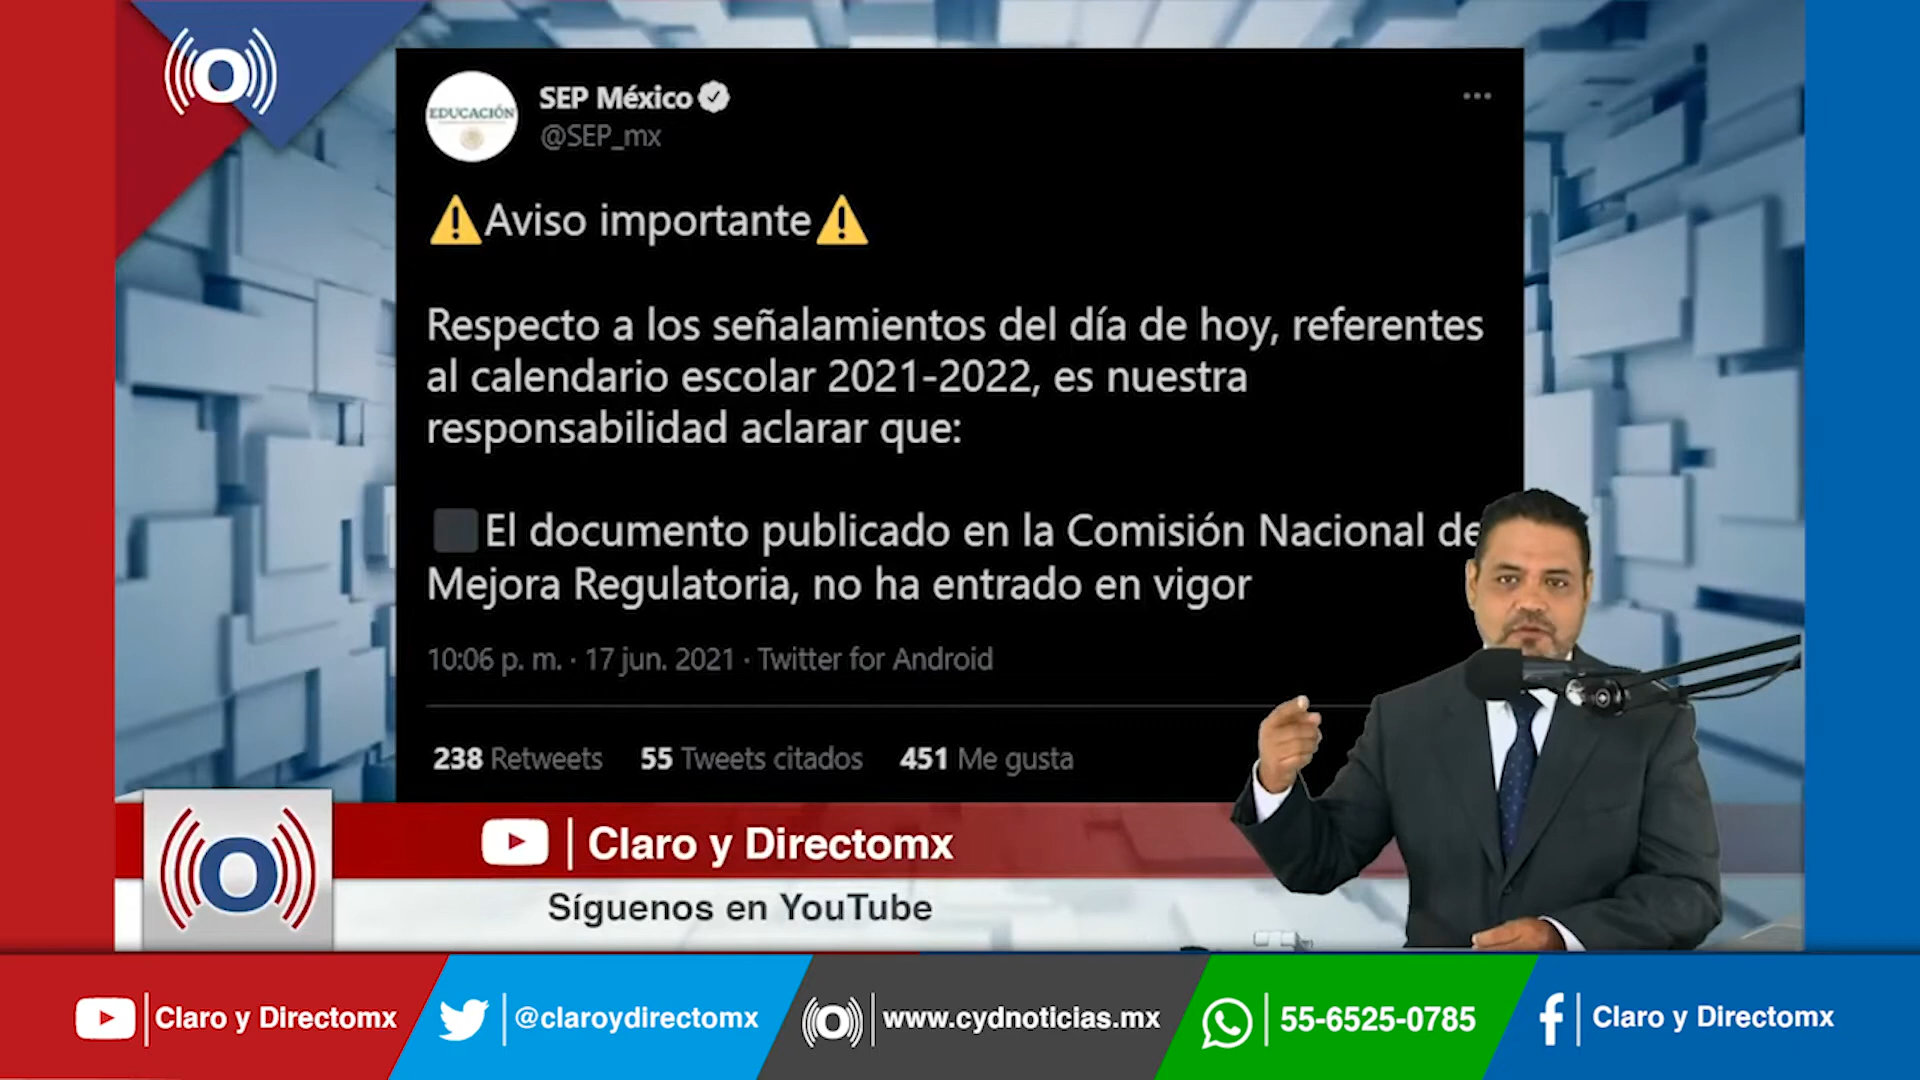 EDUCACIÓN
SEP México
@SEP_mx
⚠Aviso importante⚠
Respecto a los señalamientos del día de hoy, referentes
al calendario escolar 2021-2022, es nuestra
responsabilidad aclarar que:
El documento publicado en la Comisión Nacional de
Mejora Regulatoria, no ha entrado en vigor
10:06 p. m. · 17 jun. 2021 · Twitter for Android
238 Retweets 55 Tweets citados 451 Me gusta
Claro y Directomx
Síguenos en YouTube
Claro y Directomx
@claroydirectomx
www.cydnoticias.mx
55-6525-0785
Claro y Directomx